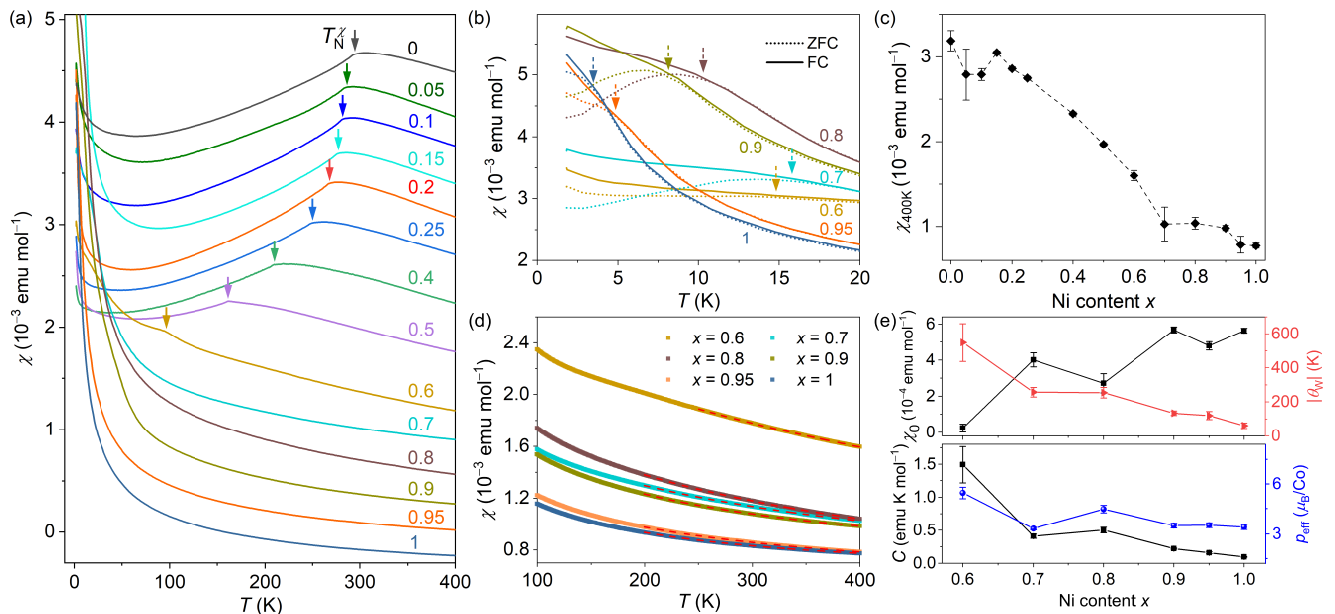 (a)
5
4
3
2
1
0
χ (10⁻³ emu mol⁻¹)
T_N^χ
0
0.05
0.1
0.15
0.2
0.25
0.4
0.5
0.6
0.7
0.8
0.9
0.95
1
0 100 200 300 400
T (K)
(b)
6
5
4
3
2
χ (10⁻³ emu mol⁻¹)
ZFC
FC
0.8
0.9
0.7
0.6
0.95
1
0 5 10 15 20
T (K)
(c)
3
2
1
0
χ400K (10⁻³ emu mol⁻¹)
0.0 0.2 0.4 0.6 0.8 1.0
Ni content x
(d)
2.4
2.0
1.6
1.2
0.8
χ (10⁻³ emu mol⁻¹)
x = 0.6 x = 0.7
x = 0.8 x = 0.9
x = 0.95 x = 1
100 200 300 400
T (K)
(e)
6
4
2
0
χ₀ (10⁻⁴ emu mol⁻¹)
600
400
200
0
|θ_W| (K)
1.5
1.0
0.5
0.0
C (emu K mol⁻¹)
6
3
p_eff (μ_B/Co)
0.6 0.7 0.8 0.9 1.0
Ni content x